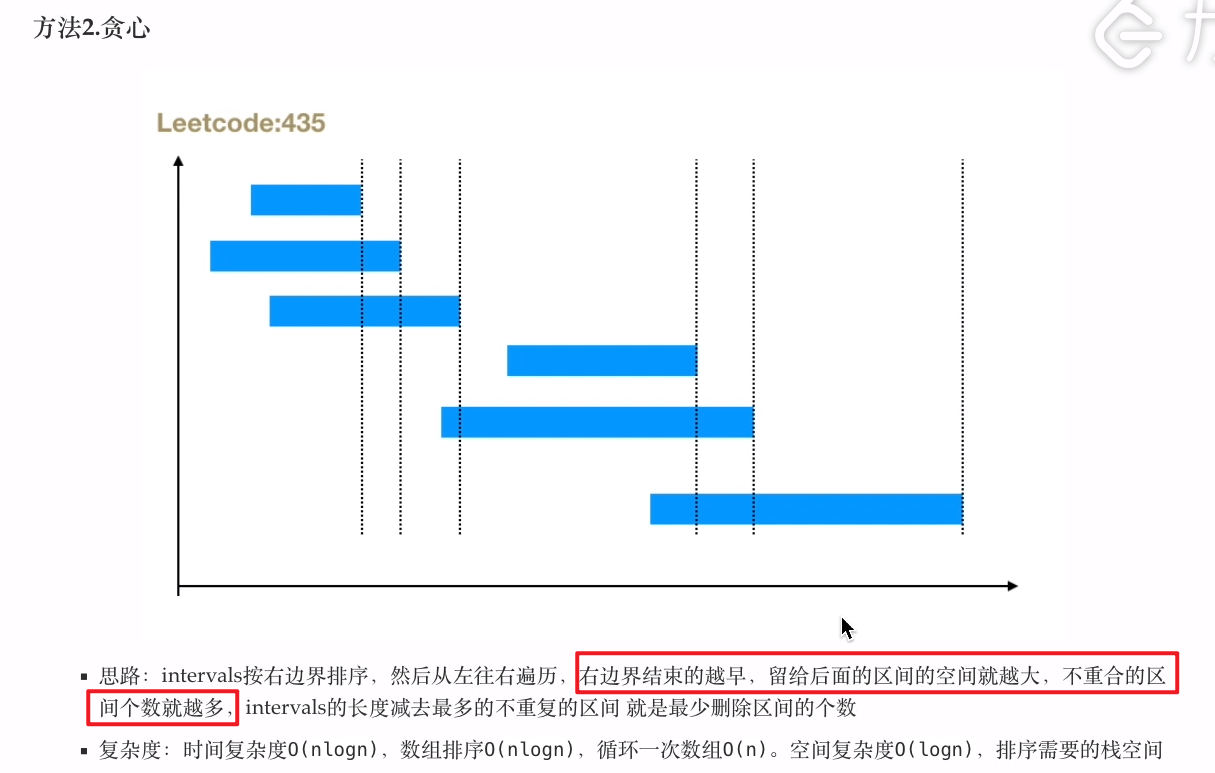 方法2.贪心
Leetcode:435
思路：intervals按右边界排序，然后从左往右遍历，右边界结束的越早，留给后面的区间的空间就越大，不重合的区
间个数就越多，intervals的长度减去最多的不重复的区间 就是最少删除区间的个数
复杂度：时间复杂度O(nlogn)，数组排序O(nlogn)，循环一次数组O(n)。空间复杂度O(logn)，排序需要的栈空间